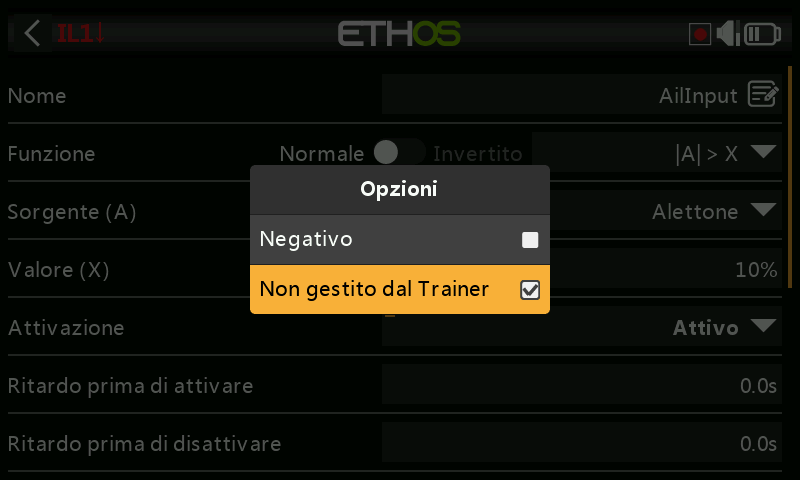 IL1↓ ETHOS
Nome AilInput
Funzione Normale Invertito |A| > X
Opzioni
Sorgente (A) Alettone
Negativo
Valore (X) 10%
Non gestito dal Trainer
Attivazione Attivo
Ritardo prima di attivare 0.0s
Ritardo prima di disattivare 0.0s